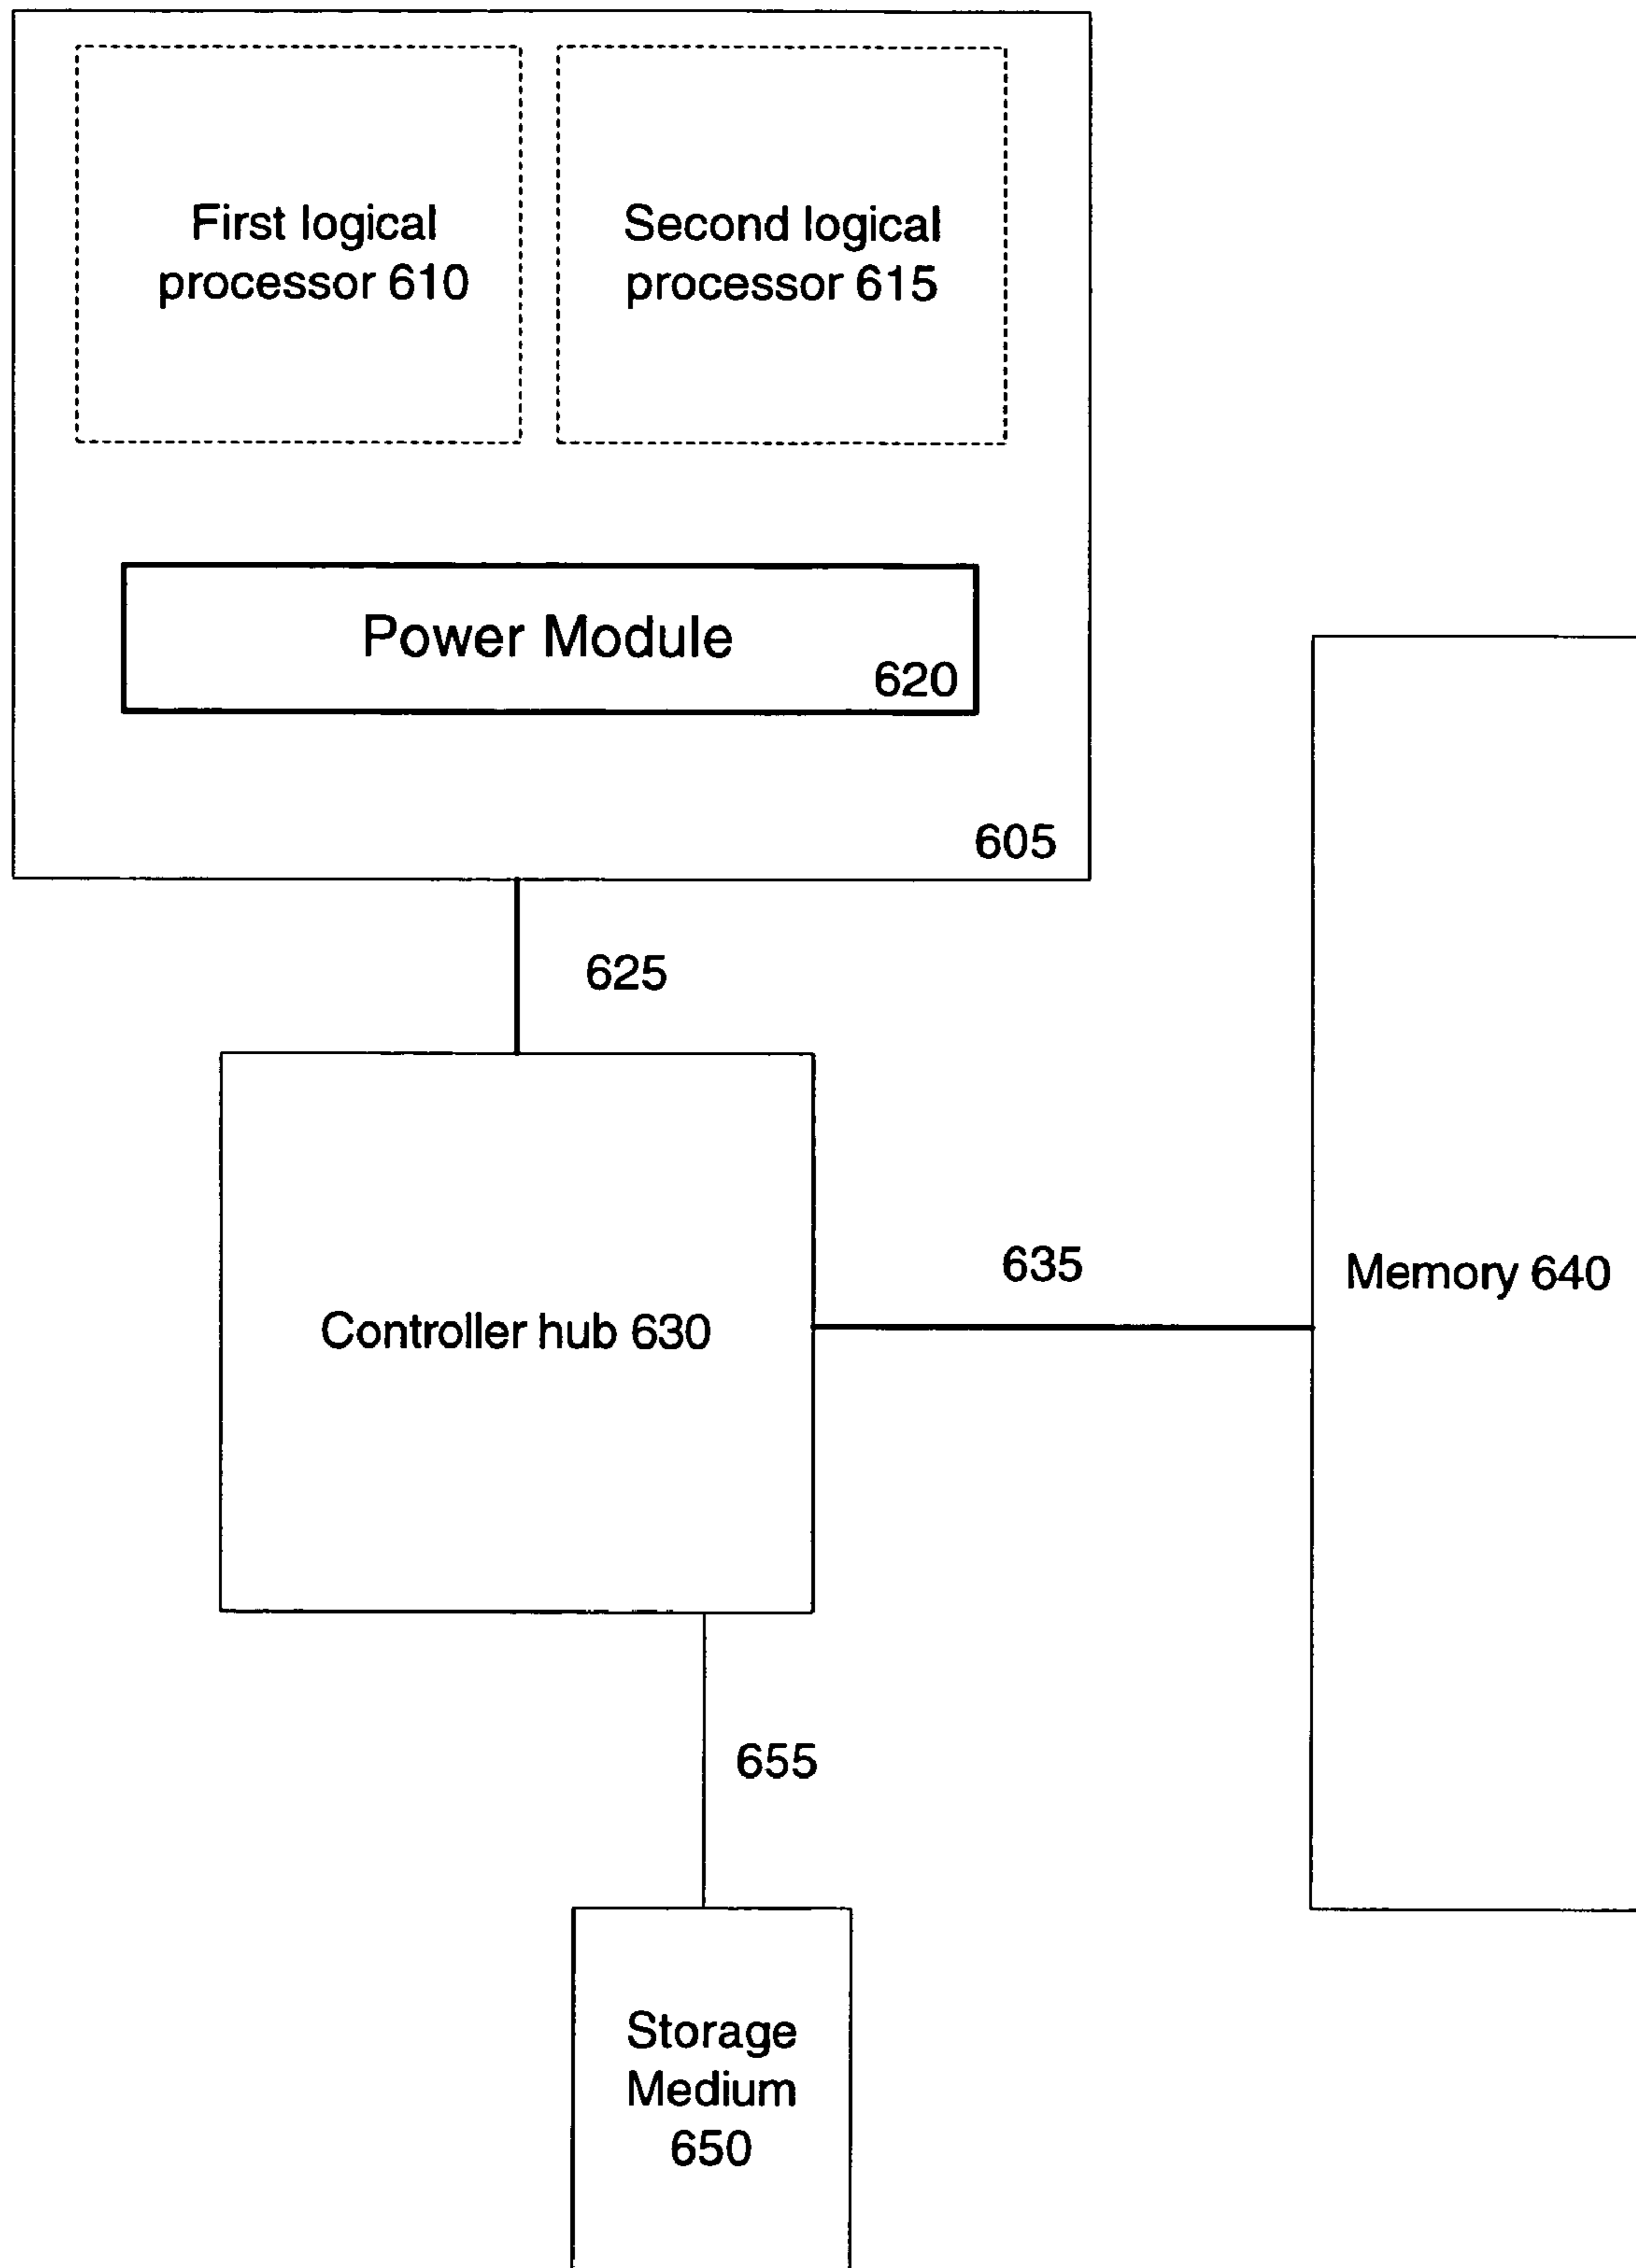 First logical
processor 610
Second logical
processor 615
Power Module
620
605
625
Controller hub 630
635
Memory 640
655
Storage
Medium
650